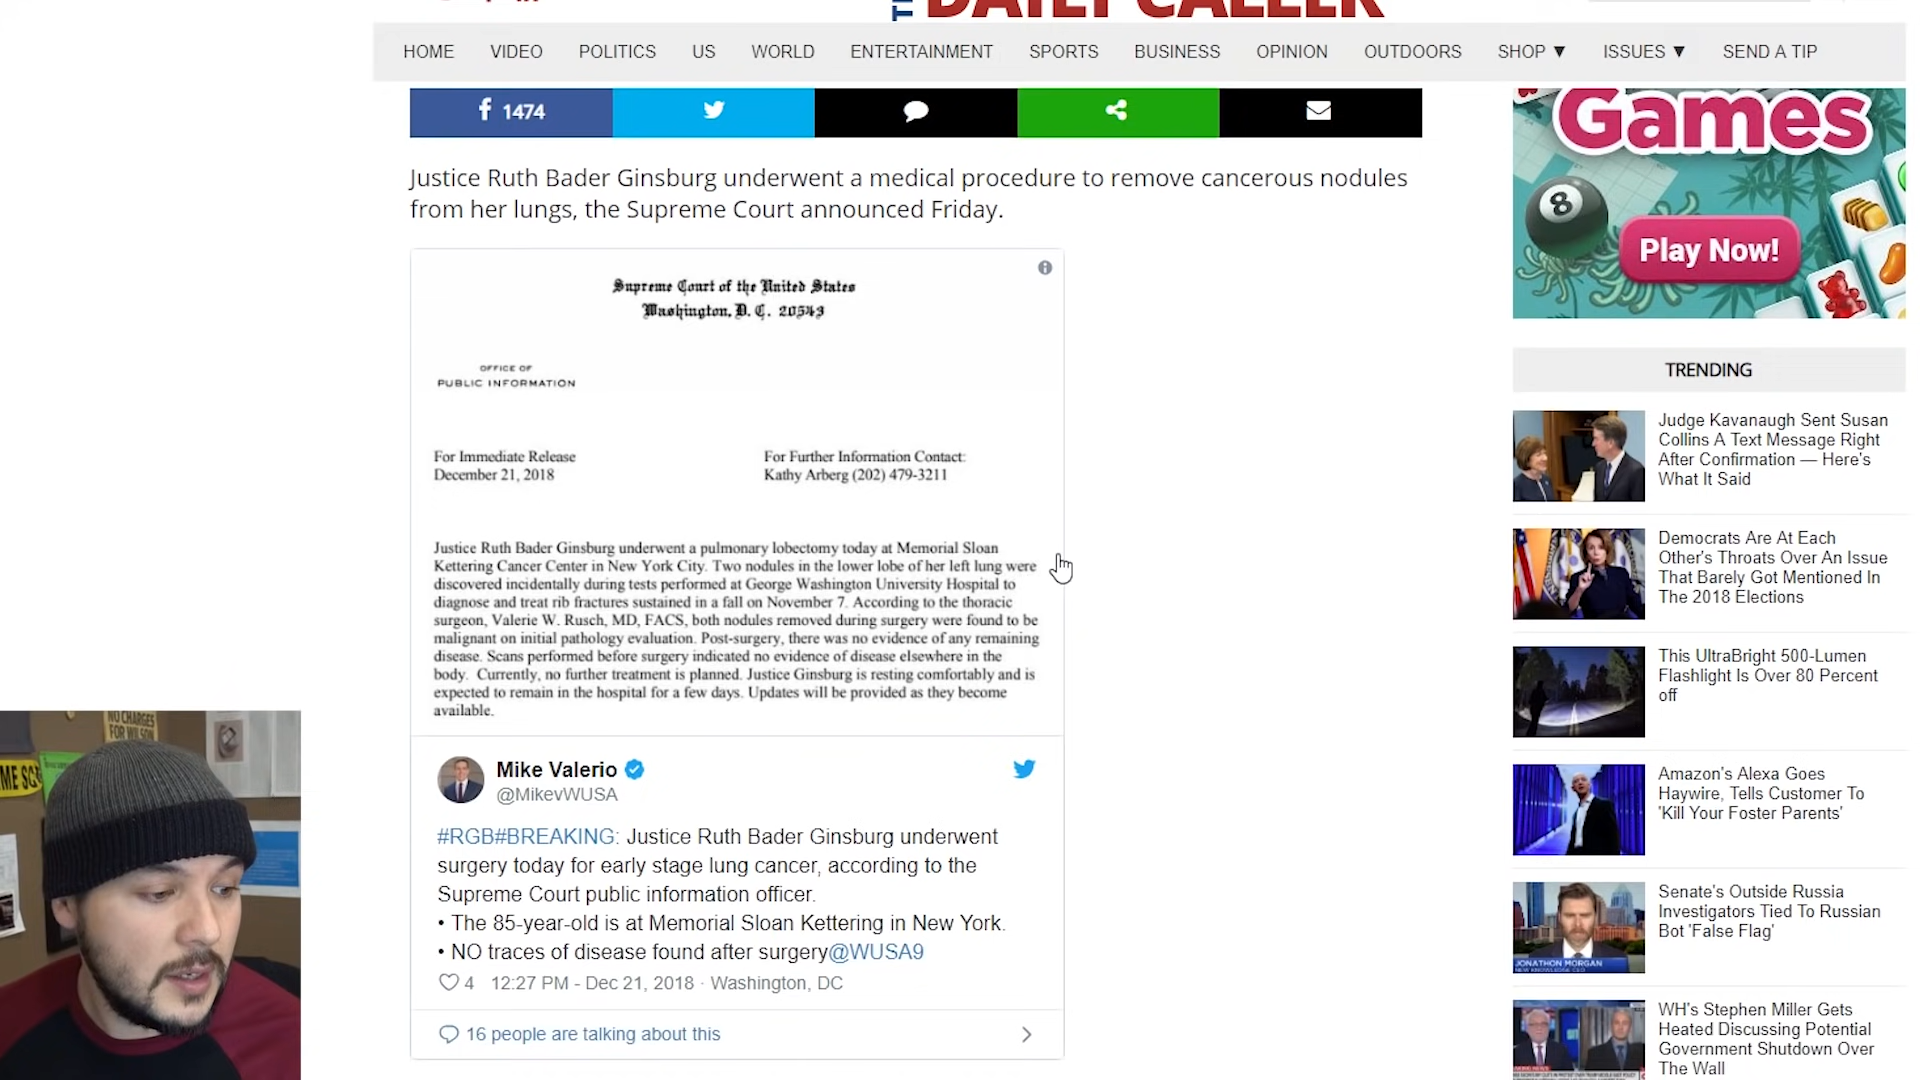 DAILY CALLER
HOME VIDEO POLITICS US WORLD ENTERTAINMENT SPORTS BUSINESS OPINION OUTDOORS SHOP ▼ ISSUES ▼ SEND A TIP
1474
Justice Ruth Bader Ginsburg underwent a medical procedure to remove cancerous nodules
from her lungs, the Supreme Court announced Friday.
Supreme Court of the United States
Washington, D. C. 20543
OFFICE OF
PUBLIC INFORMATION
For Immediate Release
December 21, 2018
For Further Information Contact:
Kathy Arberg (202) 479-3211
Justice Ruth Bader Ginsburg underwent a pulmonary lobectomy today at Memorial Sloan
Kettering Cancer Center in New York City. Two nodules in the lower lobe of her left lung were
discovered incidentally during tests performed at George Washington University Hospital to
diagnose and treat rib fractures sustained in a fall on November 7. According to the thoracic
surgeon, Valerie W. Rusch, MD, FACS, both nodules removed during surgery were found to be
malignant on initial pathology evaluation. Post-surgery, there was no evidence of any remaining
disease. Scans performed before surgery indicated no evidence of disease elsewhere in the
body. Currently, no further treatment is planned. Justice Ginsburg is resting comfortably and is
expected to remain in the hospital for a few days. Updates will be provided as they become
available.
Mike Valerio
@MikevWUSA
#RGB#BREAKING: Justice Ruth Bader Ginsburg underwent
surgery today for early stage lung cancer, according to the
Supreme Court public information officer.
• The 85-year-old is at Memorial Sloan Kettering in New York.
• NO traces of disease found after surgery@WUSA9
4 12:27 PM - Dec 21, 2018 · Washington, DC
16 people are talking about this
Games
8
Play Now!
TRENDING
Judge Kavanaugh Sent Susan
Collins A Text Message Right
After Confirmation — Here's
What It Said
Democrats Are At Each
Other's Throats Over An Issue
That Barely Got Mentioned In
The 2018 Elections
This UltraBright 500-Lumen
Flashlight Is Over 80 Percent
off
Amazon's Alexa Goes
Haywire, Tells Customer To
'Kill Your Foster Parents'
Senate's Outside Russia
Investigators Tied To Russian
Bot 'False Flag'
JONATHON MORGAN
NEW KNOWLEDGE CEO
WH's Stephen Miller Gets
Heated Discussing Potential
Government Shutdown Over
The Wall
NO CHARGES
FOR WILSON